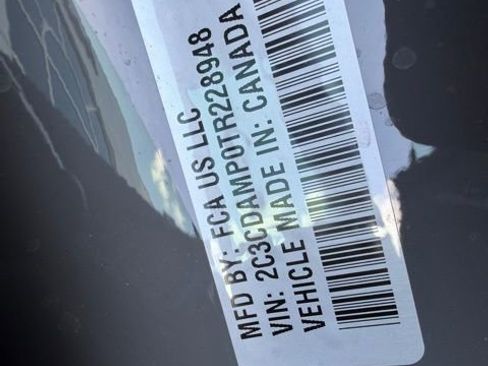 MFD BY: FCA US LLC
VIN: 2C3CDAMP0TR228948
VEHICLE MADE IN: CANADA